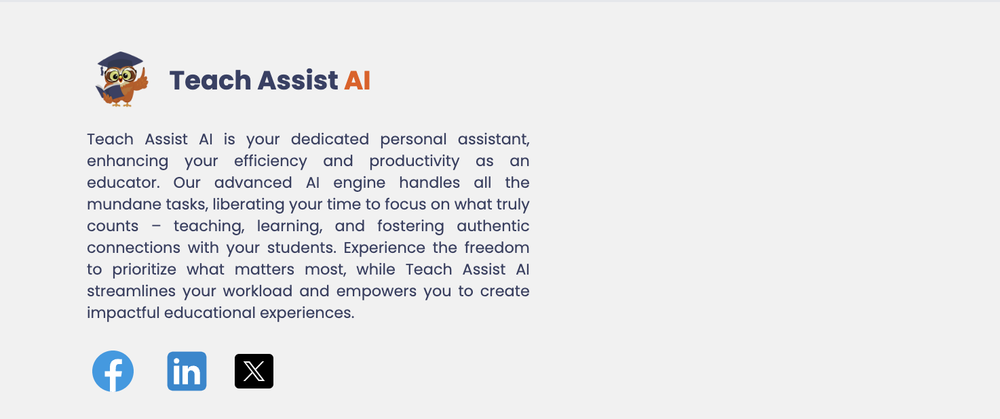 Teach Assist AI
Teach Assist AI is your dedicated personal assistant,
enhancing your efficiency and productivity as an
educator. Our advanced AI engine handles all the
mundane tasks, liberating your time to focus on what truly
counts – teaching, learning, and fostering authentic
connections with your students. Experience the freedom
to prioritize what matters most, while Teach Assist AI
streamlines your workload and empowers you to create
impactful educational experiences.
f in X